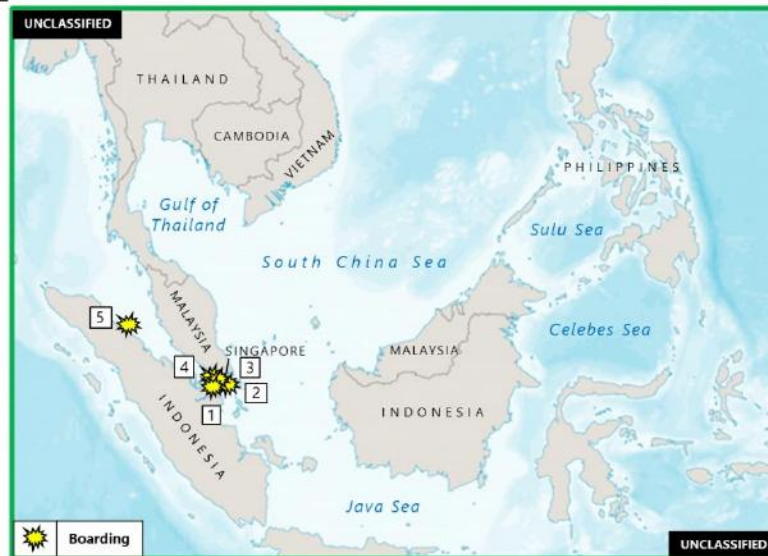 UNCLASSIFIED
THAILAND
CAMBODIA
VIETNAM
PHILIPPINES
Gulf of
Thailand
Sulu Sea
South China Sea
MALAYSIA
5
Celebes Sea
SINGAPORE
MALAYSIA
4
3
2
1
INDONESIA
INDONESIA
Java Sea
Boarding
UNCLASSIFIED